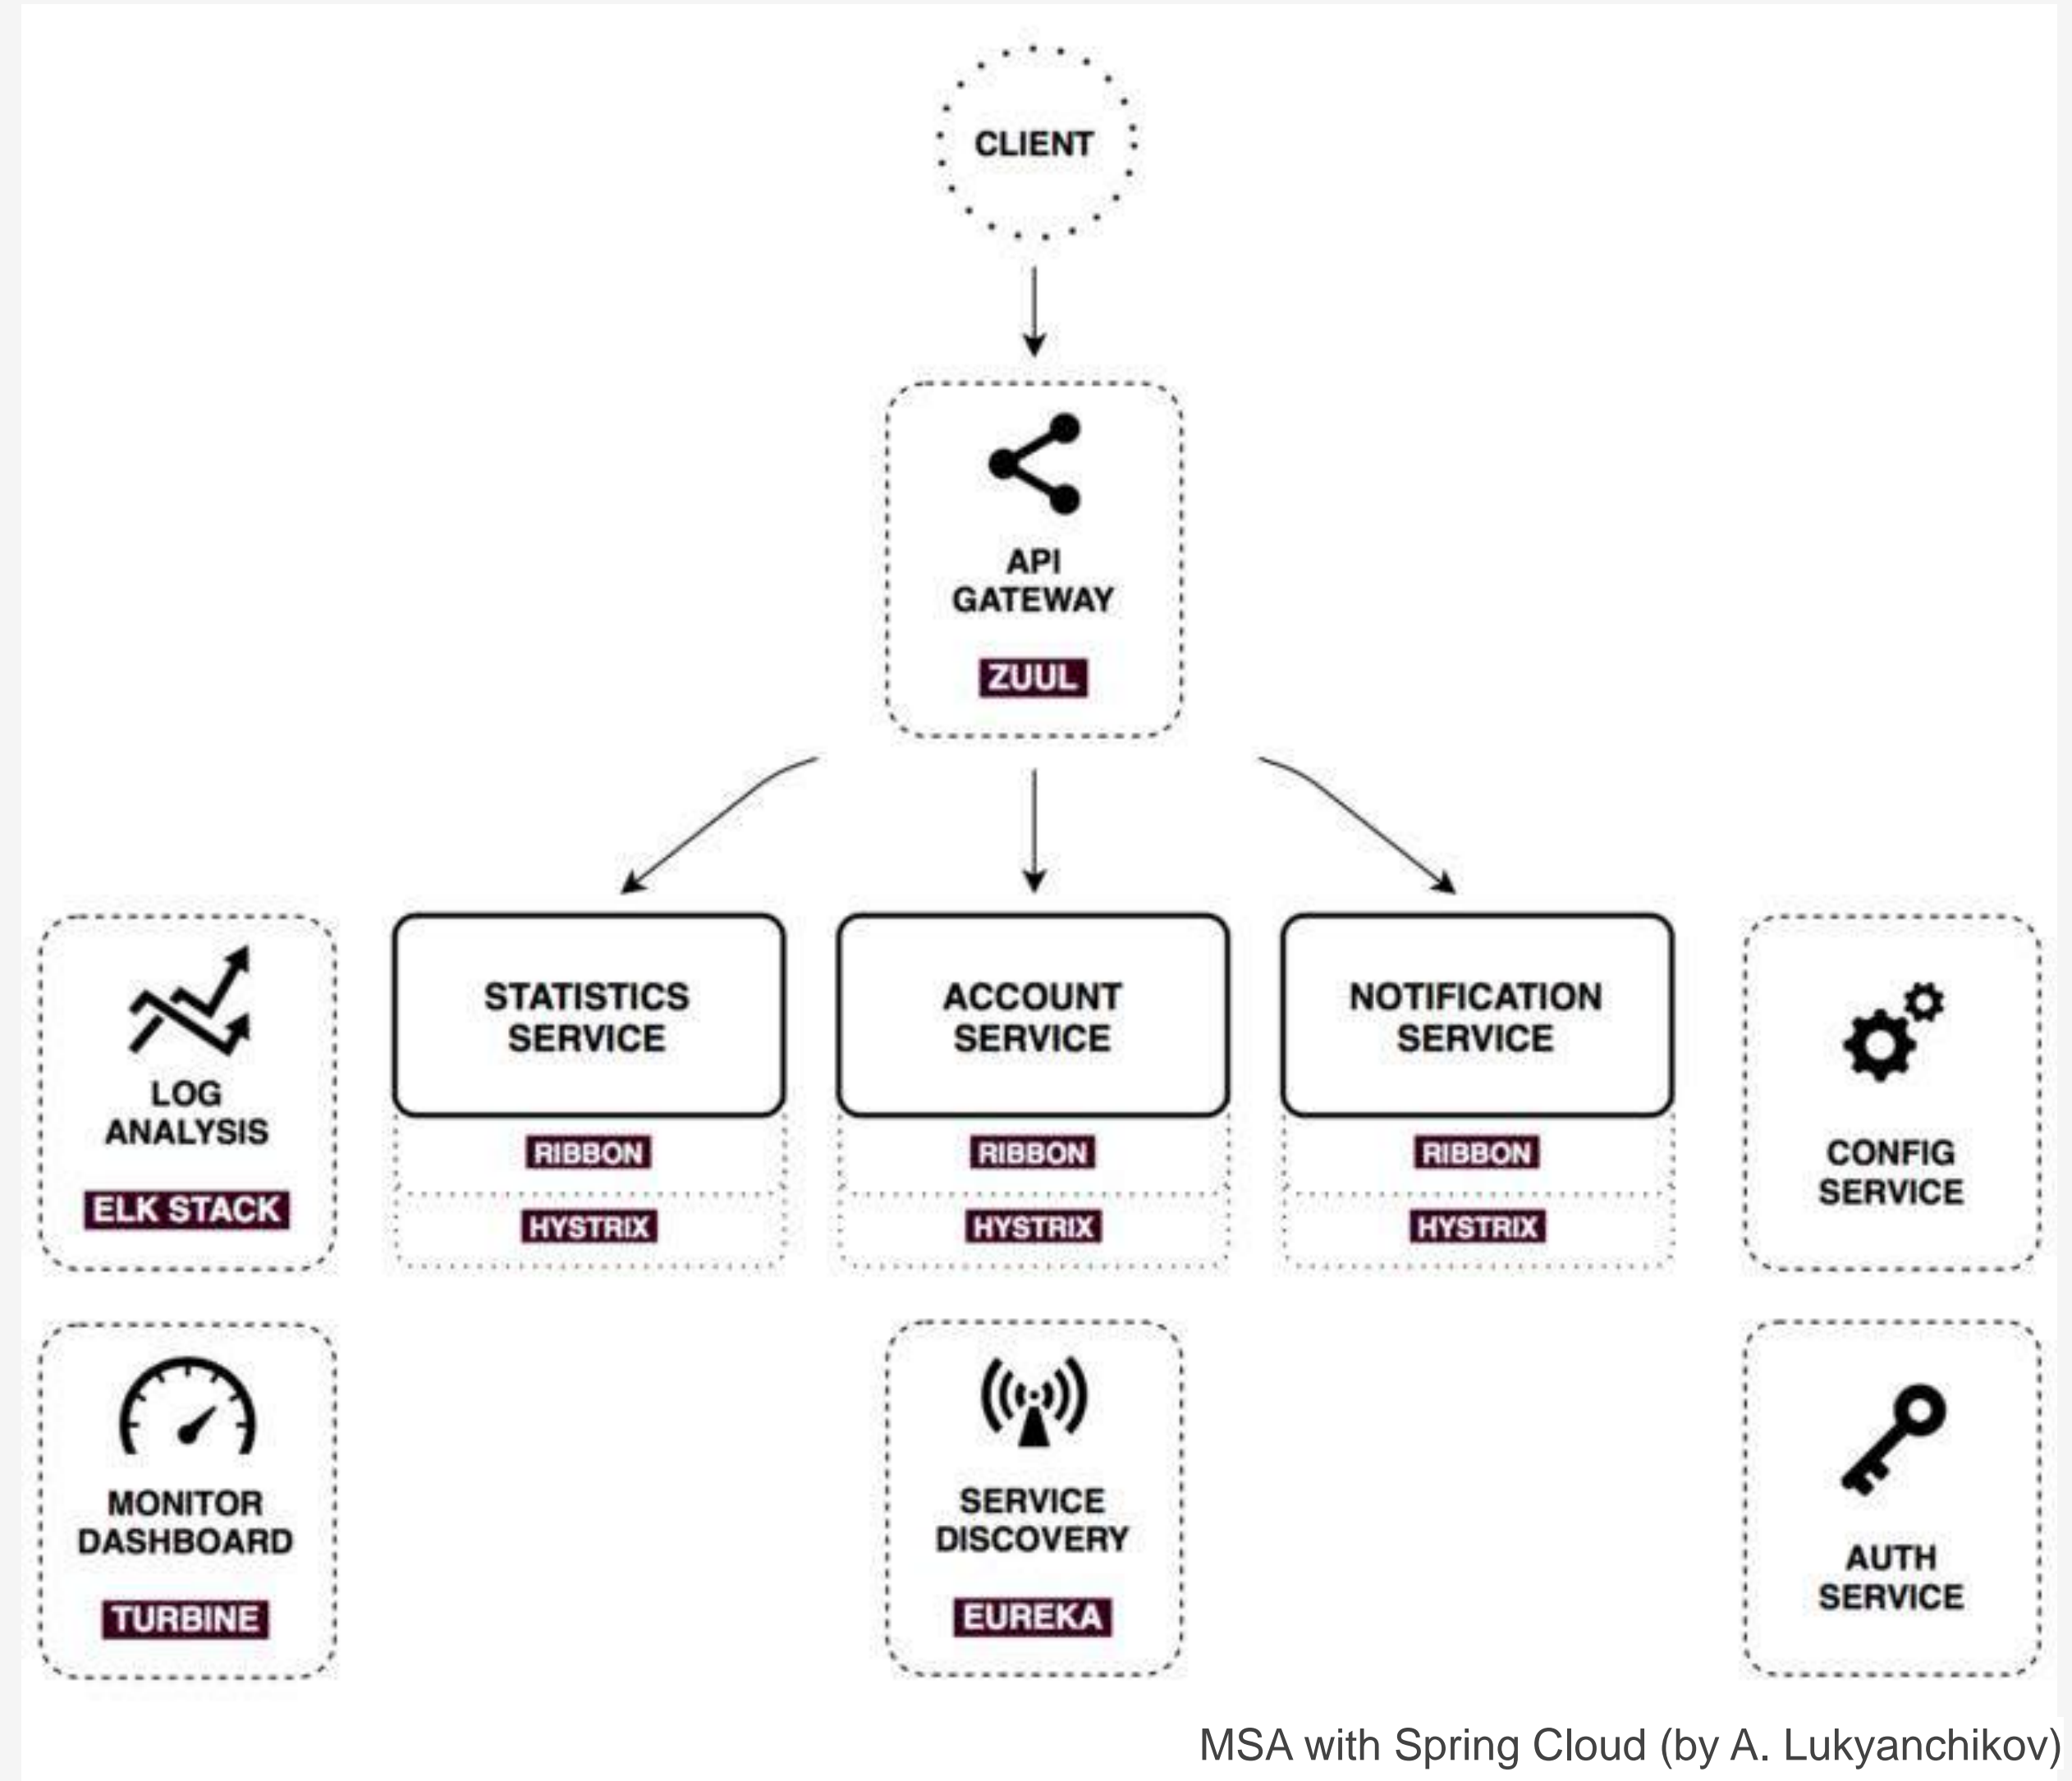 CLIENT
API
GATEWAY
ZUUL
LOG
ANALYSIS
ELK STACK
STATISTICS
SERVICE
RIBBON
HYSTRIX
ACCOUNT
SERVICE
RIBBON
HYSTRIX
NOTIFICATION
SERVICE
RIBBON
HYSTRIX
CONFIG
SERVICE
MONITOR
DASHBOARD
TURBINE
SERVICE
DISCOVERY
EUREKA
AUTH
SERVICE
MSA with Spring Cloud (by A. Lukyanchikov)